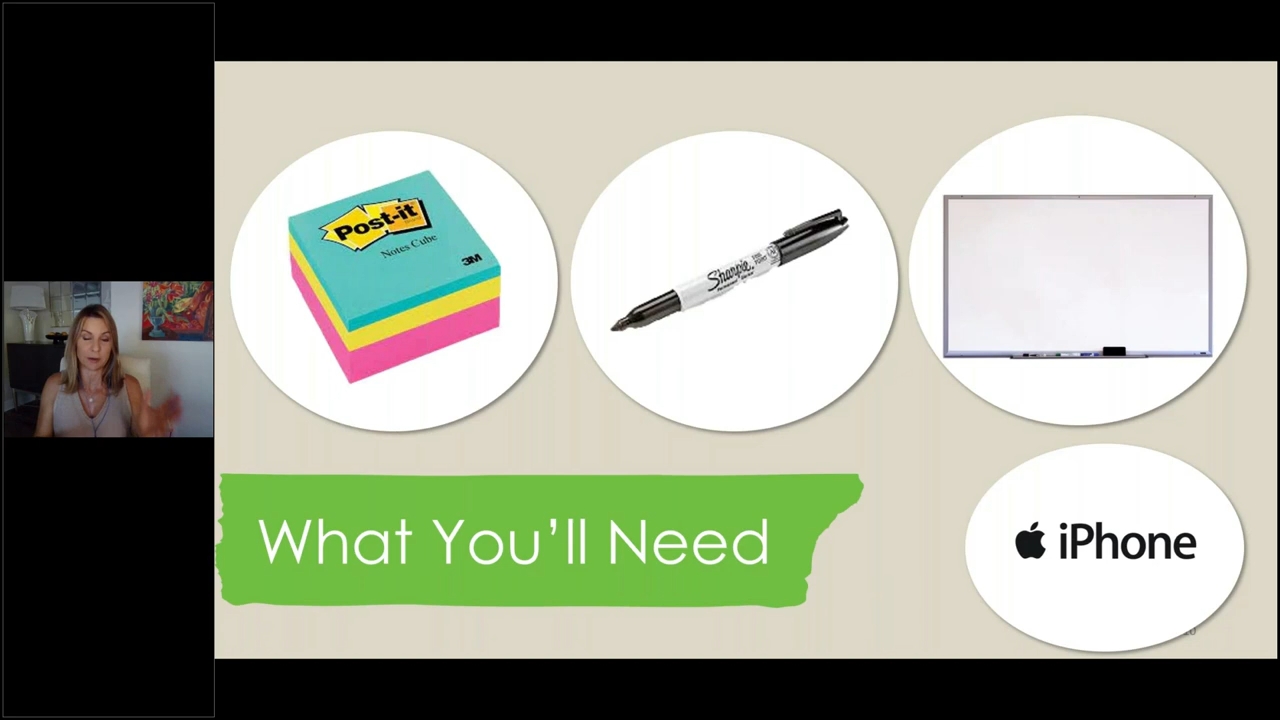 Post-it
Notes Cube
3M
Sharpie
What You'll Need
iPhone